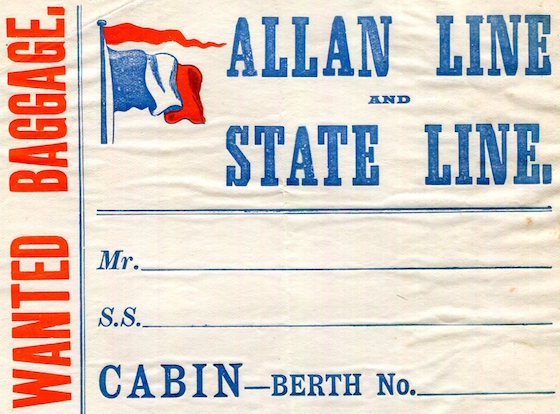 WANTED BAGGAGE.
ALLAN LINE
AND
STATE LINE.
Mr.
S.S.
CABIN—BERTH No.